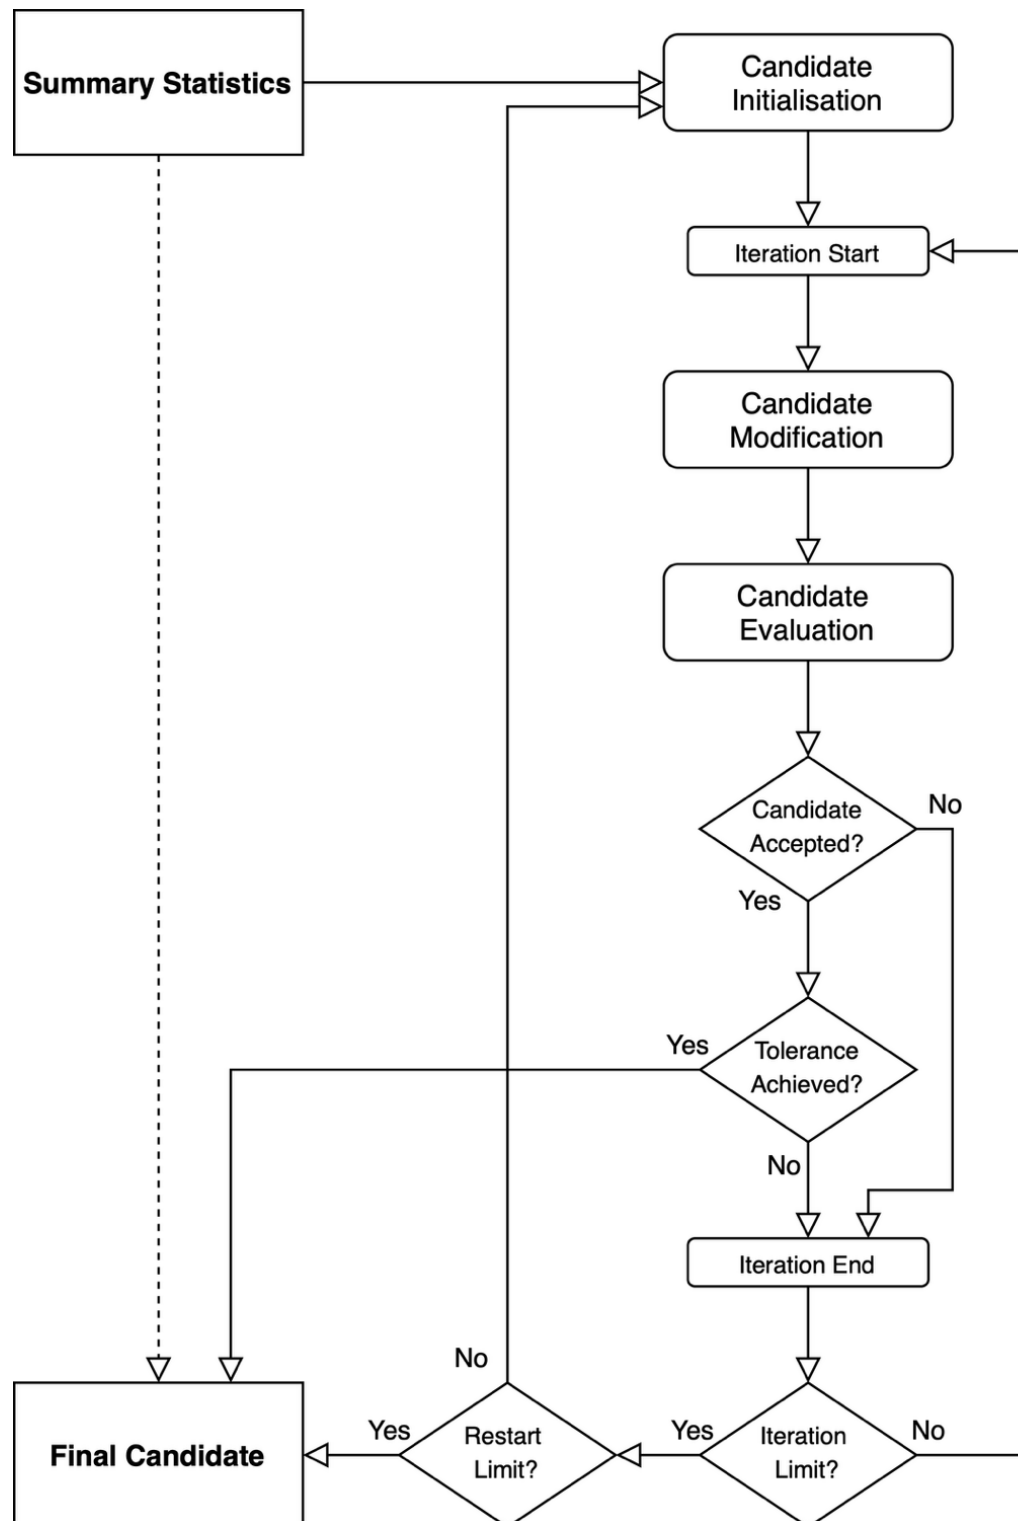 Summary Statistics
Candidate
Initialisation
Iteration Start
Candidate
Modification
Candidate
Evaluation
Candidate
Accepted?
No
Yes
Tolerance
Achieved?
Yes
No
Iteration End
Iteration
Limit?
No
Yes
Restart
Limit?
No
Yes
Final Candidate